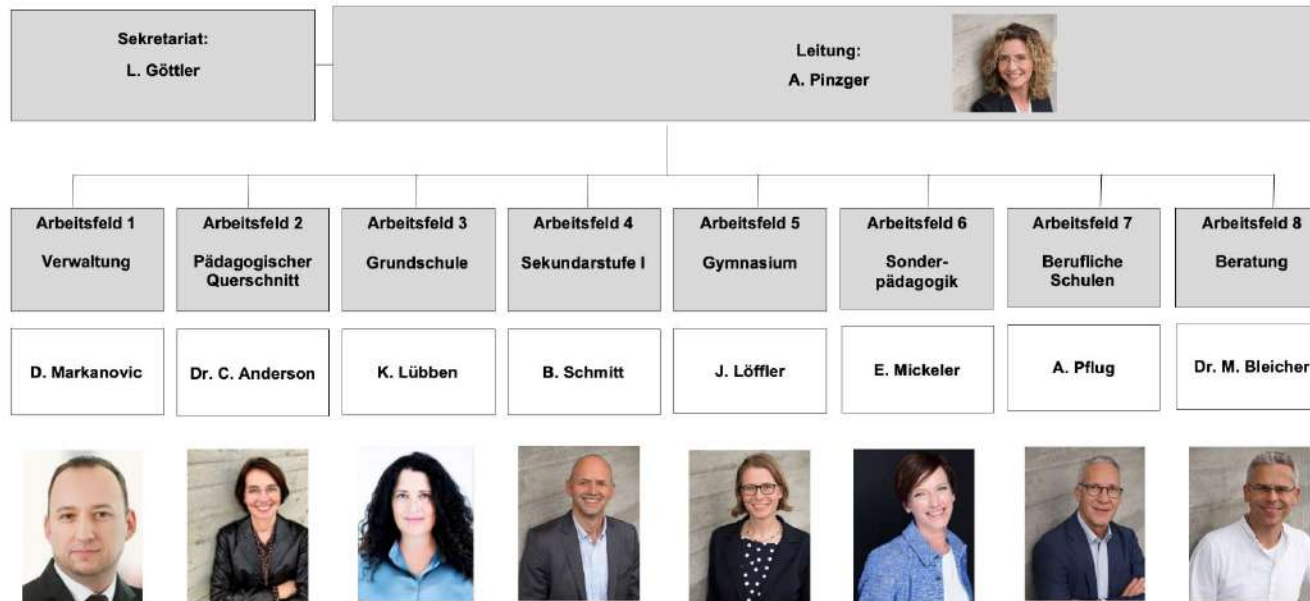 Sekretariat:
L. Göttler
Leitung:
A. Pinzger
Arbeitsfeld 1
Verwaltung
Arbeitsfeld 2
Pädagogischer
Querschnitt
Arbeitsfeld 3
Grundschule
Arbeitsfeld 4
Sekundarstufe I
Arbeitsfeld 5
Gymnasium
Arbeitsfeld 6
Sonder-
pädagogik
Arbeitsfeld 7
Berufliche
Schulen
Arbeitsfeld 8
Beratung
D. Markanovic
Dr. C. Anderson
K. Lübben
B. Schmitt
J. Löffler
E. Mickeler
A. Pflug
Dr. M. Bleicher